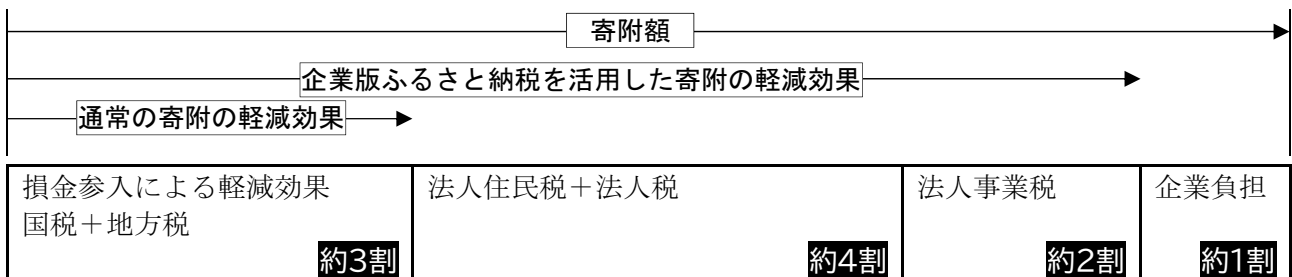 寄附額
企業版ふるさと納税を活用した寄附の軽減効果
通常の寄附の軽減効果
損金参入による軽減効果
国税＋地方税
約3割
法人住民税＋法人税
約4割
法人事業税
約2割
企業負担
約1割